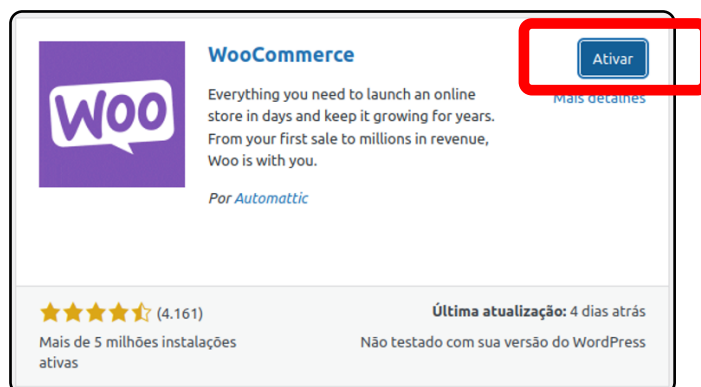 WooCommerce
Ativar
Woo
Everything you need to launch an online
store in days and keep it growing for years.
From your first sale to millions in revenue,
Woo is with you.
Mais detalhes
Por Automattic
(4.161)
Última atualização: 4 dias atrás
Mais de 5 milhões instalações
ativas
Não testado com sua versão do WordPress